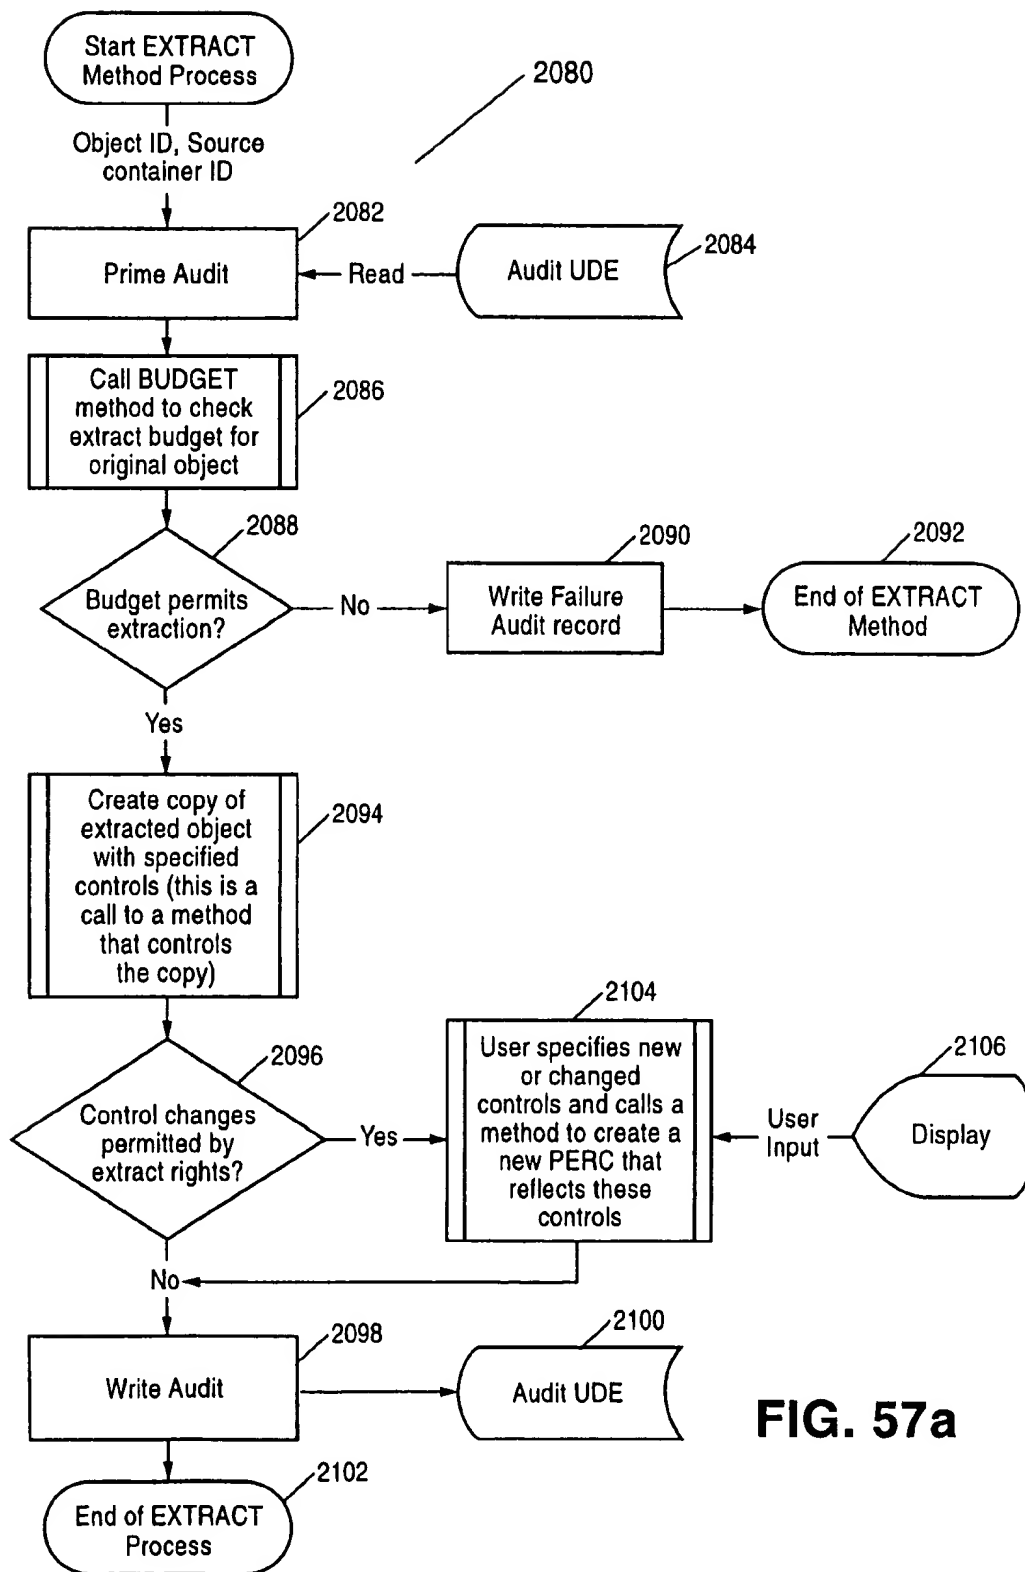 Start EXTRACT
Method Process
2080
Object ID, Source
container ID
2082
Prime Audit
Read
Audit UDE
2084
Call BUDGET
method to check
extract budget for
original object
2086
2088
Budget permits
extraction?
No
2090
Write Failure
Audit record
2092
End of EXTRACT
Method
Yes
Create copy of
extracted object
with specified
controls (this is a
call to a method
that controls
the copy)
2094
2096
Control changes
permitted by
extract rights?
Yes
2104
User specifies new
or changed
controls and calls a
method to create a
new PERC that
reflects these
controls
User
Input
2106
Display
No
2098
Write Audit
2100
Audit UDE
FIG. 57a
2102
End of EXTRACT
Process